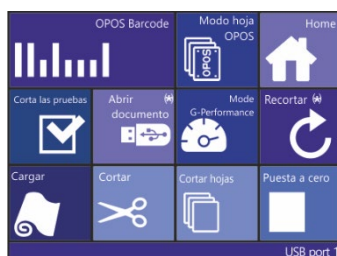 OPOS Barcode
Modo hoja
OPOS
Home
OPOS
Corta las pruebas
Abrir
documento
Mode
G-Performance
Recortar
Cargar
Cortar
Cortar hojas
Puesta a cero
USB port 1